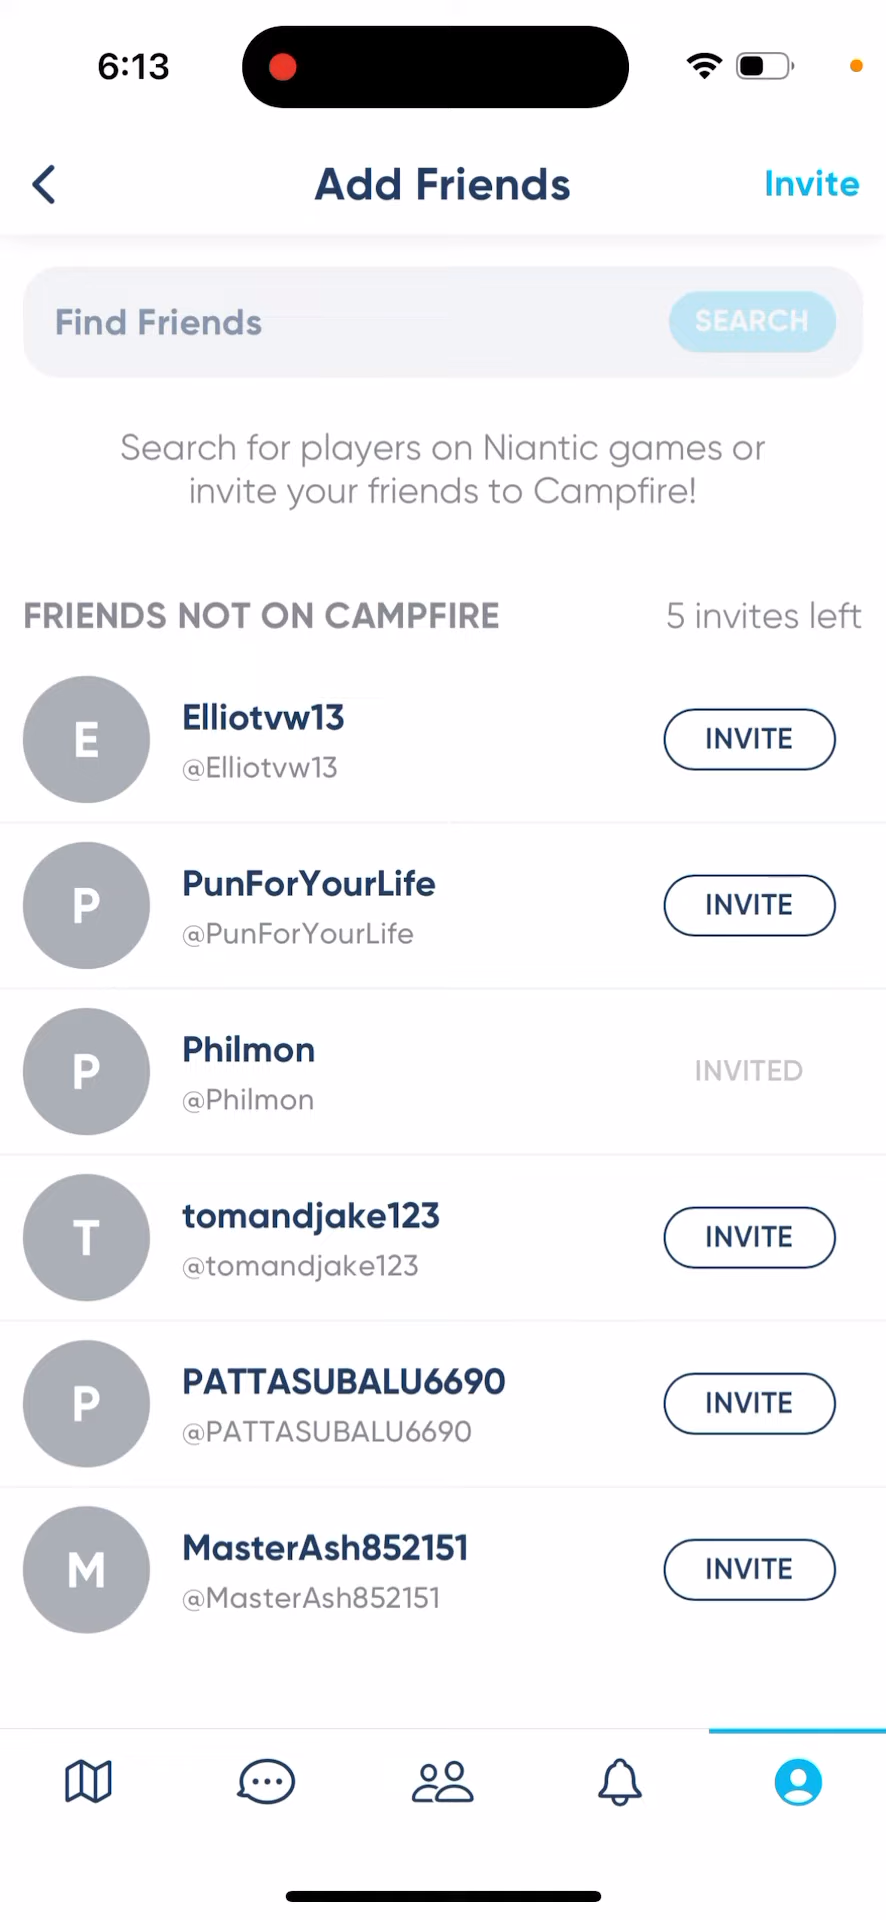 6:13
Add Friends
Invite
Find Friends
SEARCH
Search for players on Niantic games or
invite your friends to Campfire!
FRIENDS NOT ON CAMPFIRE
5 invites left
E
Elliotvw13
@Elliotvw13
INVITE
P
PunForYourLife
@PunForYourLife
INVITE
P
Philmon
@Philmon
INVITED
T
tomandjake123
@tomandjake123
INVITE
P
PATTASUBALU6690
@PATTASUBALU6690
INVITE
M
MasterAsh852151
@MasterAsh852151
INVITE